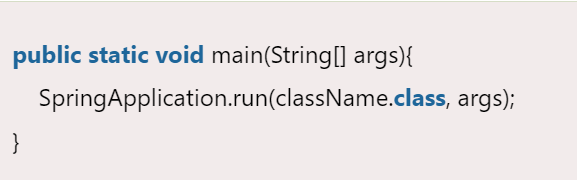 public static void main(String[] args){
SpringApplication.run(className.class, args);
}